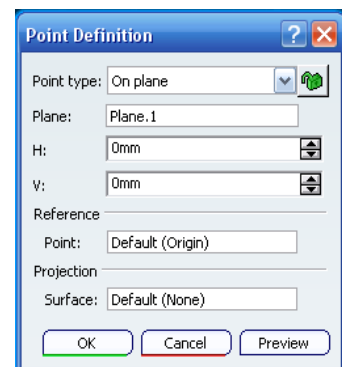 Point Definition
Point type: On plane
Plane: Plane.1
H: 0mm
V: 0mm
Reference
Point: Default (Origin)
Projection
Surface: Default (None)
OK Cancel Preview